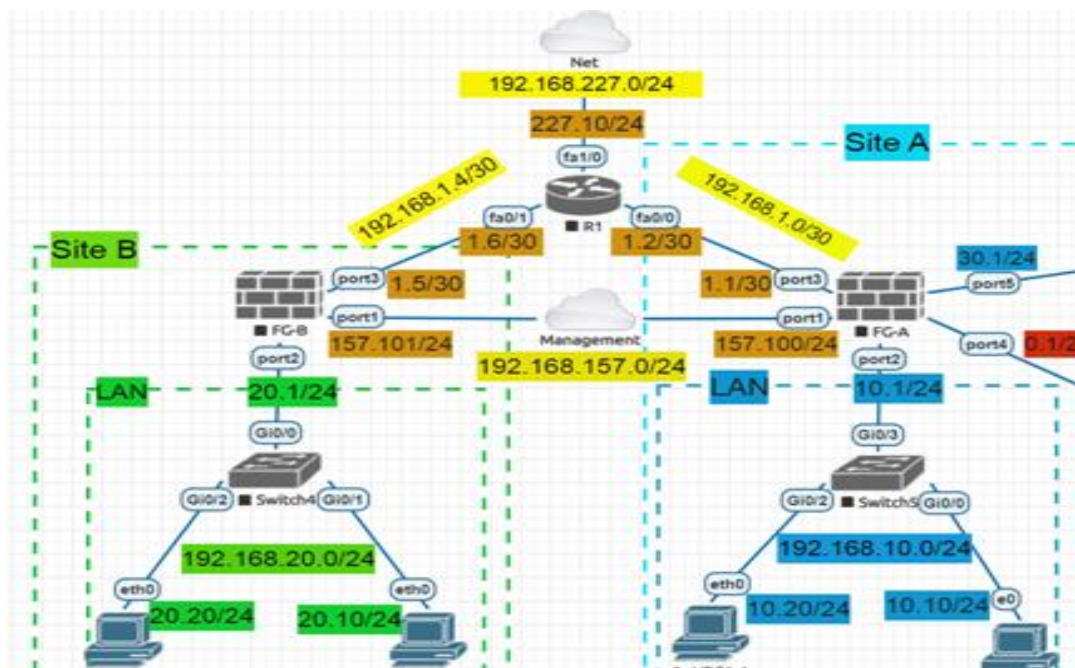 Net
192.168.227.0/24
227.10/24
Site A
fa1/0
192.168.1.4/30
192.168.1.0/30
fa0/1
fa0/0
R1
Site B
1.6/30
1.2/30
30.1/24
port3
1.5/30
1.1/30
port3
port5
FG-B
port1
port1
FG-A
Management
157.101/24
157.100/24
port4
port2
192.168.157.0/24
port2
LAN
20.1/24
LAN
10.1/24
Gi0/0
Gi0/3
Gi0/2
Switch4
Gi0/1
Gi0/2
Switch5
Gi0/0
192.168.20.0/24
192.168.10.0/24
eth0
eth0
eth0
e0
20.20/24
20.10/24
10.20/24
10.10/24